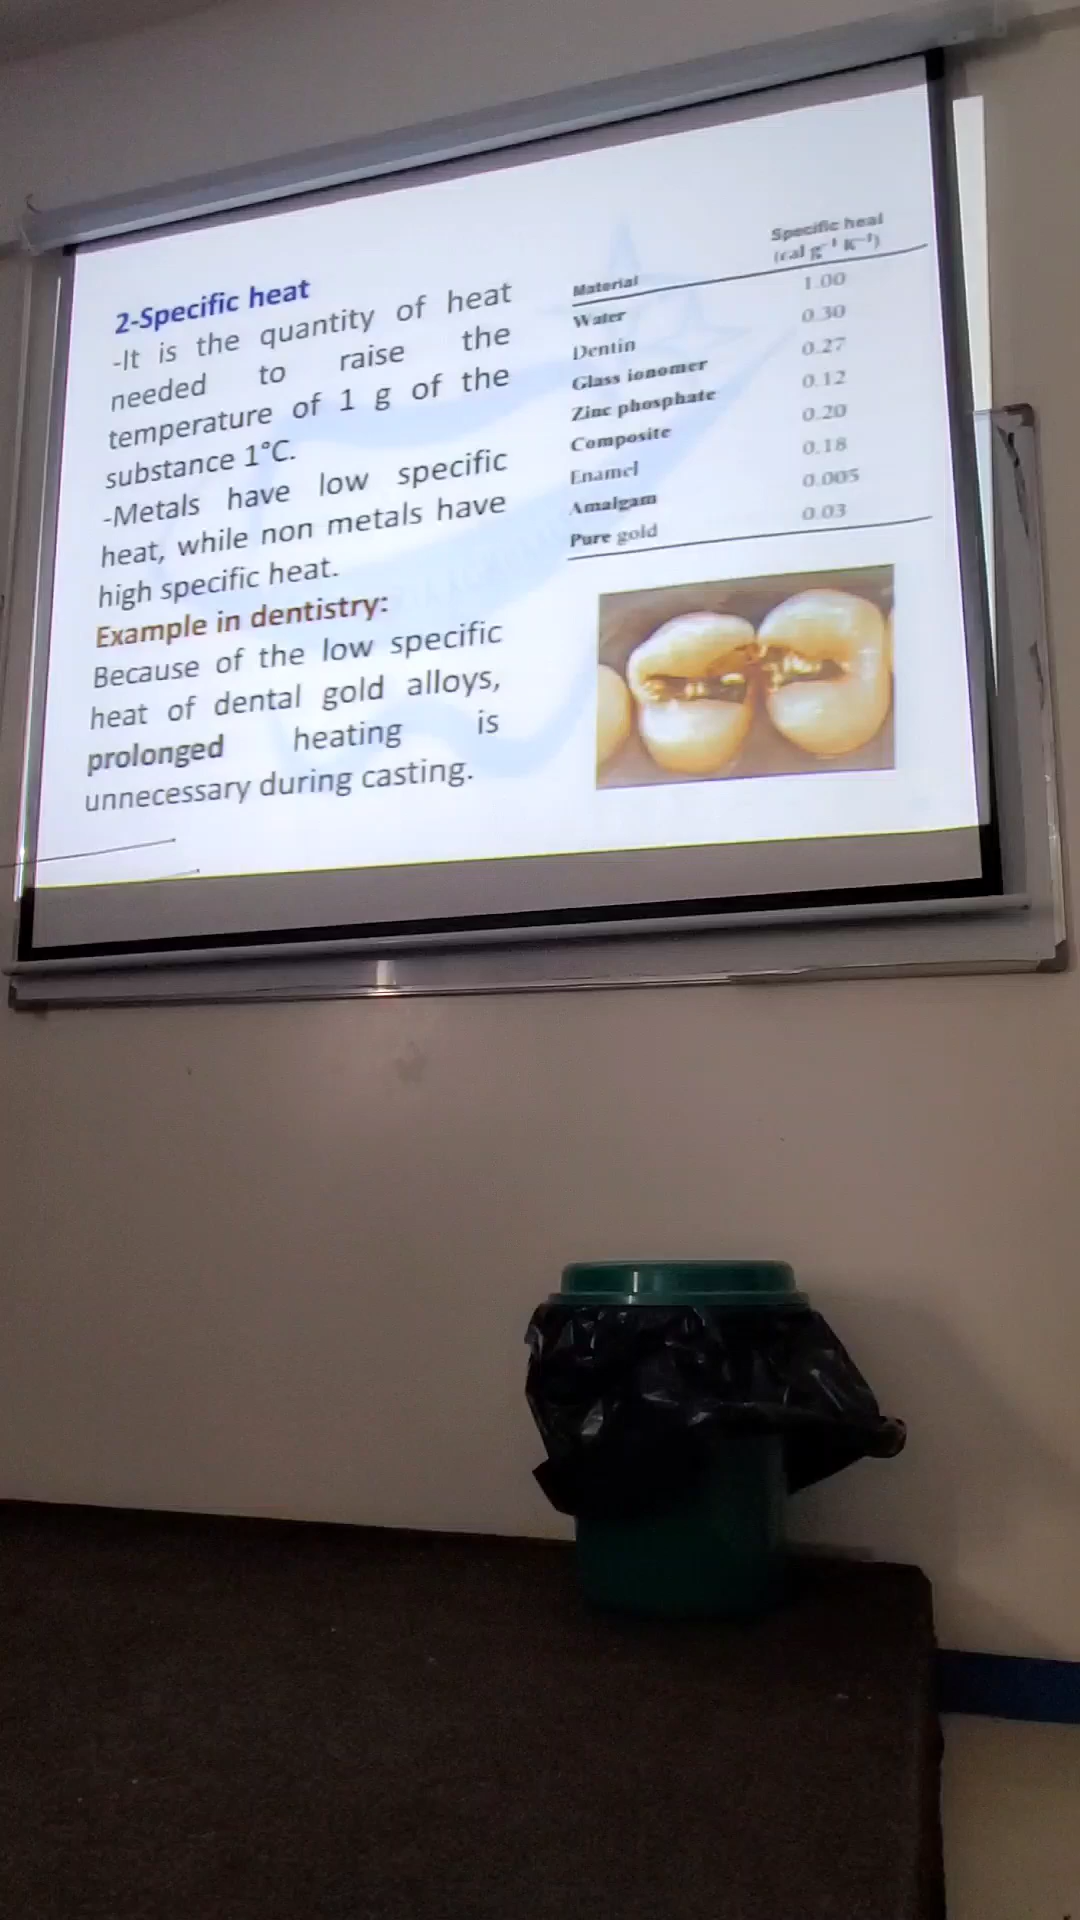 2-Specific heat
-It is the quantity of heat
needed to raise the
temperature of 1 g of the
substance 1°C.
-Metals have low specific
heat, while non metals have
high specific heat.
Example in dentistry:
Because of the low specific
heat of dental gold alloys,
prolonged heating is
unnecessary during casting.
Specific heal
Material (cal g⁻¹ K⁻¹)
Water 1.00
Dentin 0.30
Glass ionomer 0.27
Zinc phosphate 0.12
Composite 0.20
Enamel 0.18
Amalgam 0.005
Pure gold 0.03